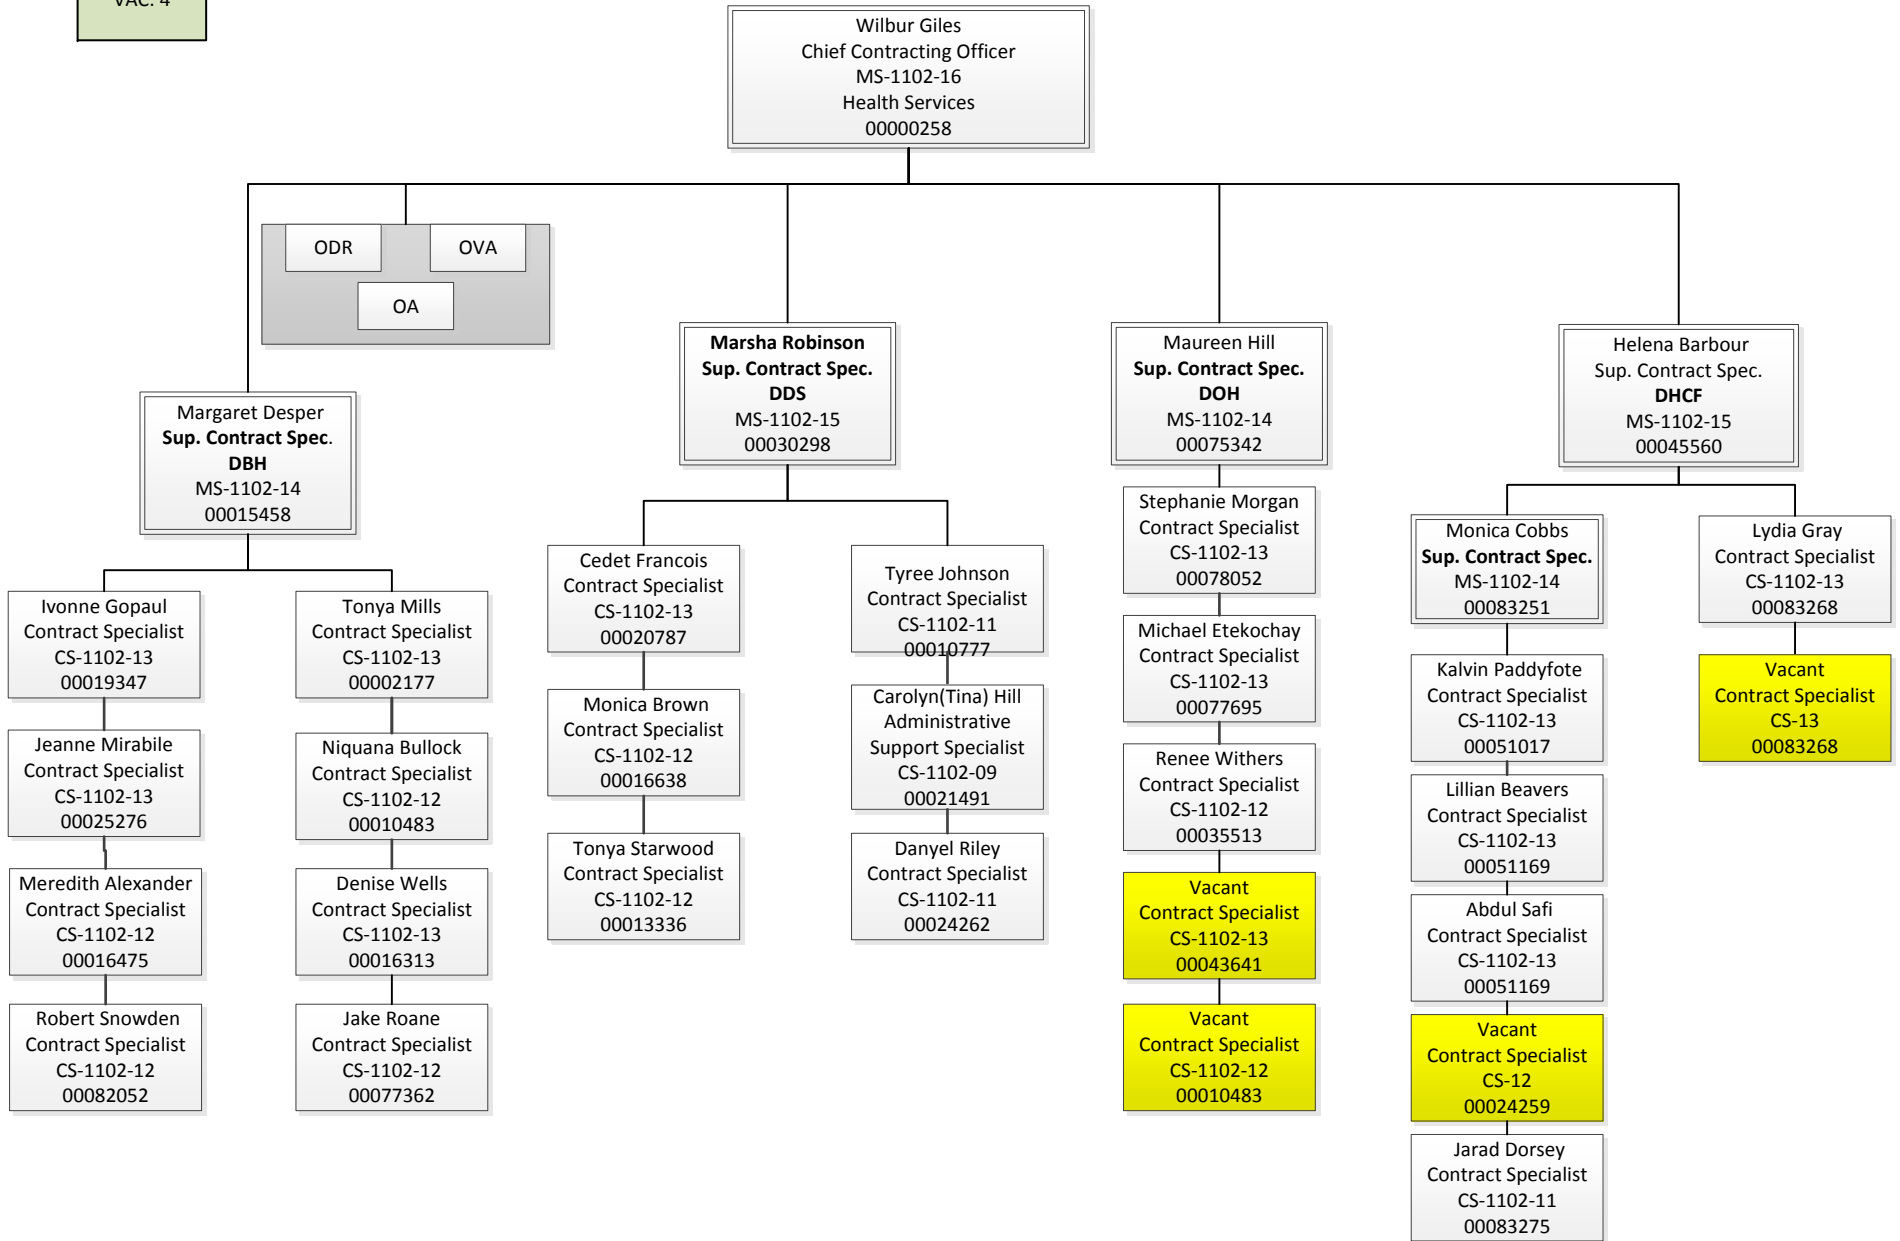 VAC: 4
Wilbur Giles
Chief Contracting Officer
MS-1102-16
Health Services
00000258
ODR
OVA
OA
Margaret Desper
Sup. Contract Spec.
DBH
MS-1102-14
00015458
Ivonne Gopaul
Contract Specialist
CS-1102-13
00019347
Jeanne Mirabile
Contract Specialist
CS-1102-13
00025276
Meredith Alexander
Contract Specialist
CS-1102-12
00016475
Robert Snowden
Contract Specialist
CS-1102-12
00082052
Tonya Mills
Contract Specialist
CS-1102-13
00002177
Niquana Bullock
Contract Specialist
CS-1102-12
00010483
Denise Wells
Contract Specialist
CS-1102-13
00016313
Jake Roane
Contract Specialist
CS-1102-12
00077362
Marsha Robinson
Sup. Contract Spec.
DDS
MS-1102-15
00030298
Cedet Francois
Contract Specialist
CS-1102-13
00020787
Monica Brown
Contract Specialist
CS-1102-12
00016638
Tonya Starwood
Contract Specialist
CS-1102-12
00013336
Tyree Johnson
Contract Specialist
CS-1102-11
00010777
Carolyn(Tina) Hill
Administrative
Support Specialist
CS-1102-09
00021491
Danyel Riley
Contract Specialist
CS-1102-11
00024262
Maureen Hill
Sup. Contract Spec.
DOH
MS-1102-14
00075342
Stephanie Morgan
Contract Specialist
CS-1102-13
00078052
Michael Etekochay
Contract Specialist
CS-1102-13
00077695
Renee Withers
Contract Specialist
CS-1102-12
00035513
Vacant
Contract Specialist
CS-1102-13
00043641
Vacant
Contract Specialist
CS-1102-12
00010483
Helena Barbour
Sup. Contract Spec.
DHCF
MS-1102-15
00045560
Monica Cobbs
Sup. Contract Spec.
MS-1102-14
00083251
Kalvin Paddyfote
Contract Specialist
CS-1102-13
00051017
Lillian Beavers
Contract Specialist
CS-1102-13
00051169
Abdul Safi
Contract Specialist
CS-1102-13
00051169
Vacant
Contract Specialist
CS-12
00024259
Jarad Dorsey
Contract Specialist
CS-1102-11
00083275
Lydia Gray
Contract Specialist
CS-1102-13
00083268
Vacant
Contract Specialist
CS-13
00083268